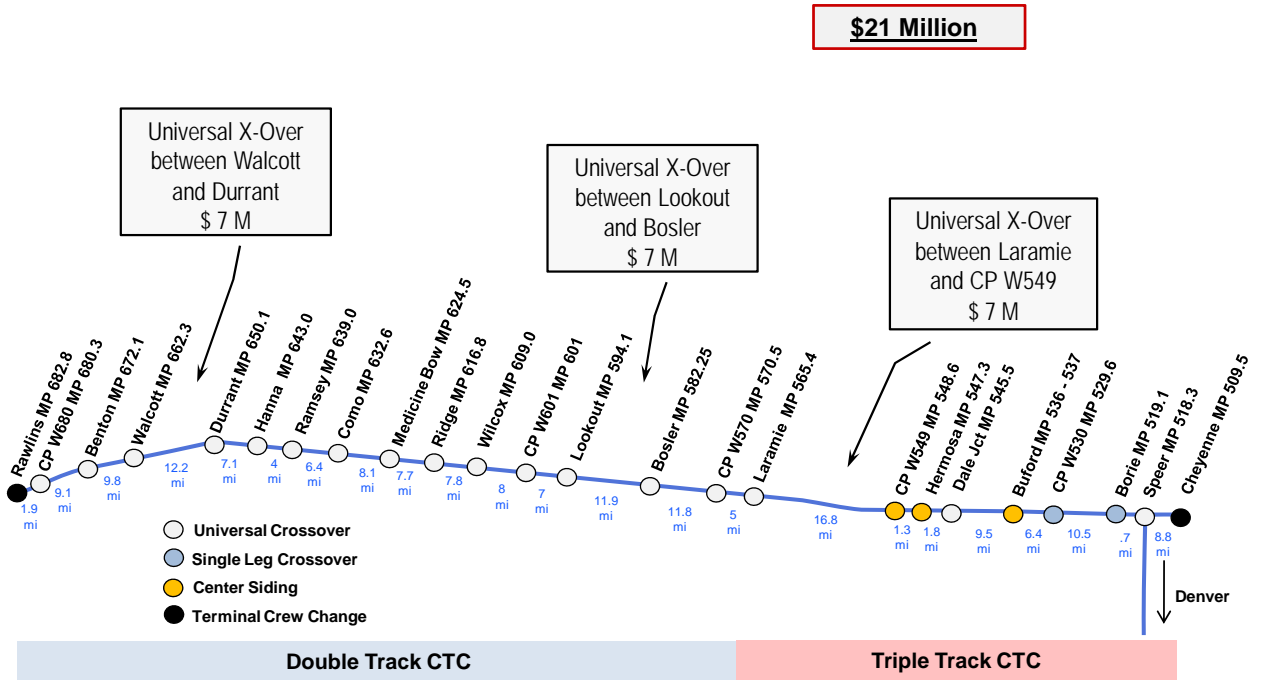 $21 Million
Universal X-Over
between Walcott
and Durrant
$ 7 M
Universal X-Over
between Lookout
and Bosler
$ 7 M
Universal X-Over
between Laramie
and CP W549
$ 7 M
Rawlins MP 682.8
CP W680 MP 680.3
Benton MP 672.1
Walcott MP 662.3
Durrant MP 650.1
Hanna MP 643.0
Ramsey MP 639.0
Como MP 632.6
Medicine Bow MP 624.5
Ridge MP 616.8
Wilcox MP 609.0
CP W601 MP 601
Lookout MP 594.1
Bosler MP 582.25
CP W570 MP 570.5
Laramie MP 565.4
CP W549 MP 548.6
Hermosa MP 547.3
Dale Jct MP 545.5
Buford MP 536 - 537
CP W530 MP 529.6
Borie MP 519.1
Speer MP 518.3
Cheyenne MP 509.5
1.9
mi
9.1
mi
9.8
mi
12.2
mi
7.1
mi
4
mi
6.4
mi
8.1
mi
7.7
mi
7.8
mi
8
mi
7
mi
11.9
mi
11.8
mi
5
mi
16.8
mi
1.3
mi
1.8
mi
9.5
mi
6.4
mi
10.5
mi
.7
mi
8.8
mi
Universal Crossover
Single Leg Crossover
Center Siding
Terminal Crew Change
Denver
Double Track CTC
Triple Track CTC